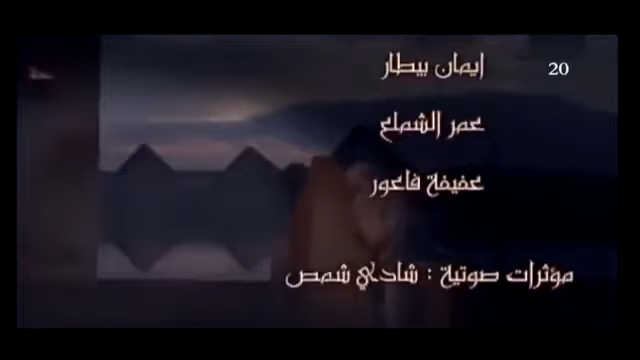 ايمان بيطار
20
عمر الشماع
عفيفة فاعور
مؤثرات صوتية : شادي شمص